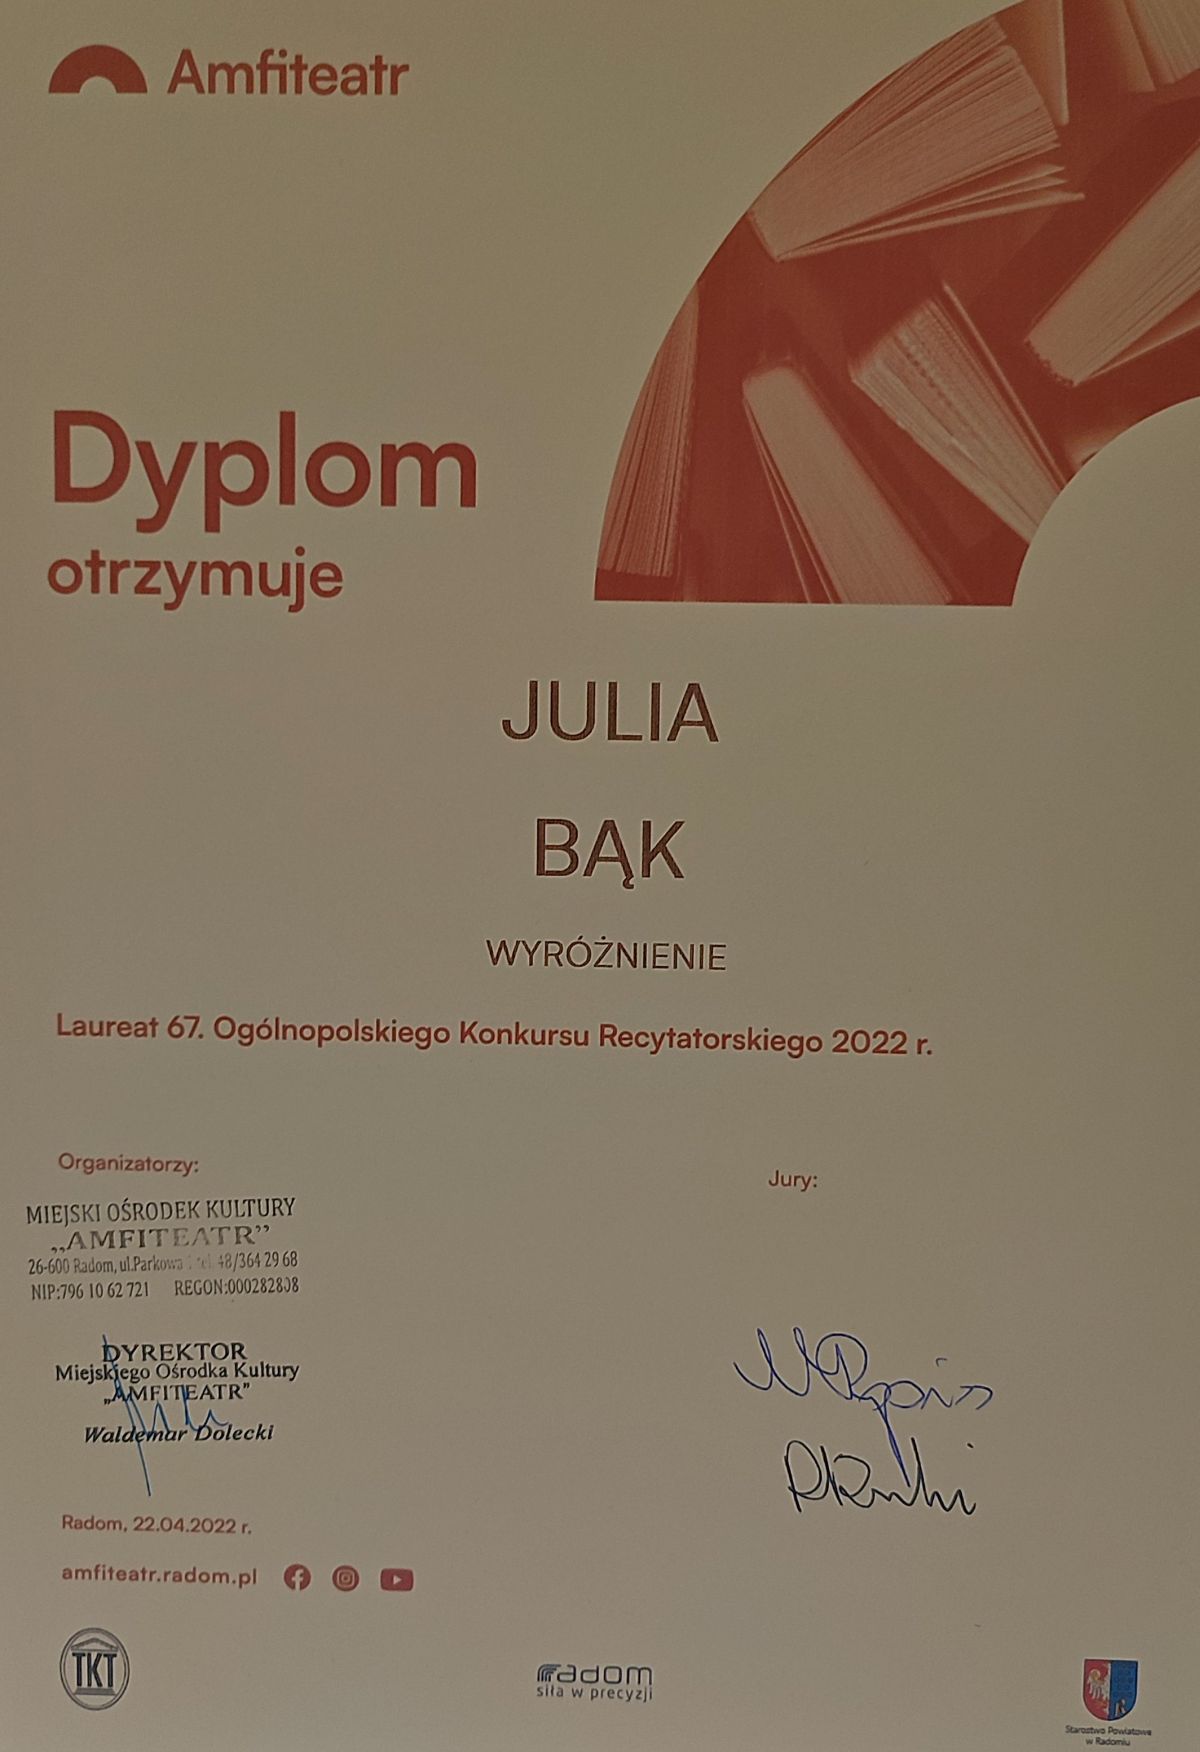 Amfiteatr
Dyplom
otrzymuje
JULIA
BĄK
WYRÓŻNIENIE
Laureat 67. Ogólnopolskiego Konkursu Recytatorskiego 2022 r.
Organizatorzy:
MIEJSKI OŚRODEK KULTURY
„AMFITEATR”
26-600 Radom, ul.Parkowa tel. 48/364 29 68
NIP:796 10 62 721 REGON:000282808
DYREKTOR
Miejskiego Ośrodka Kultury
„AMFITEATR”
Waldemar Dolecki
Jury:
Radom, 22.04.2022 r.
amfiteatr.radom.pl
TKT
radom
siła w precyzji
Starostwo Powiatowe
w Radomiu